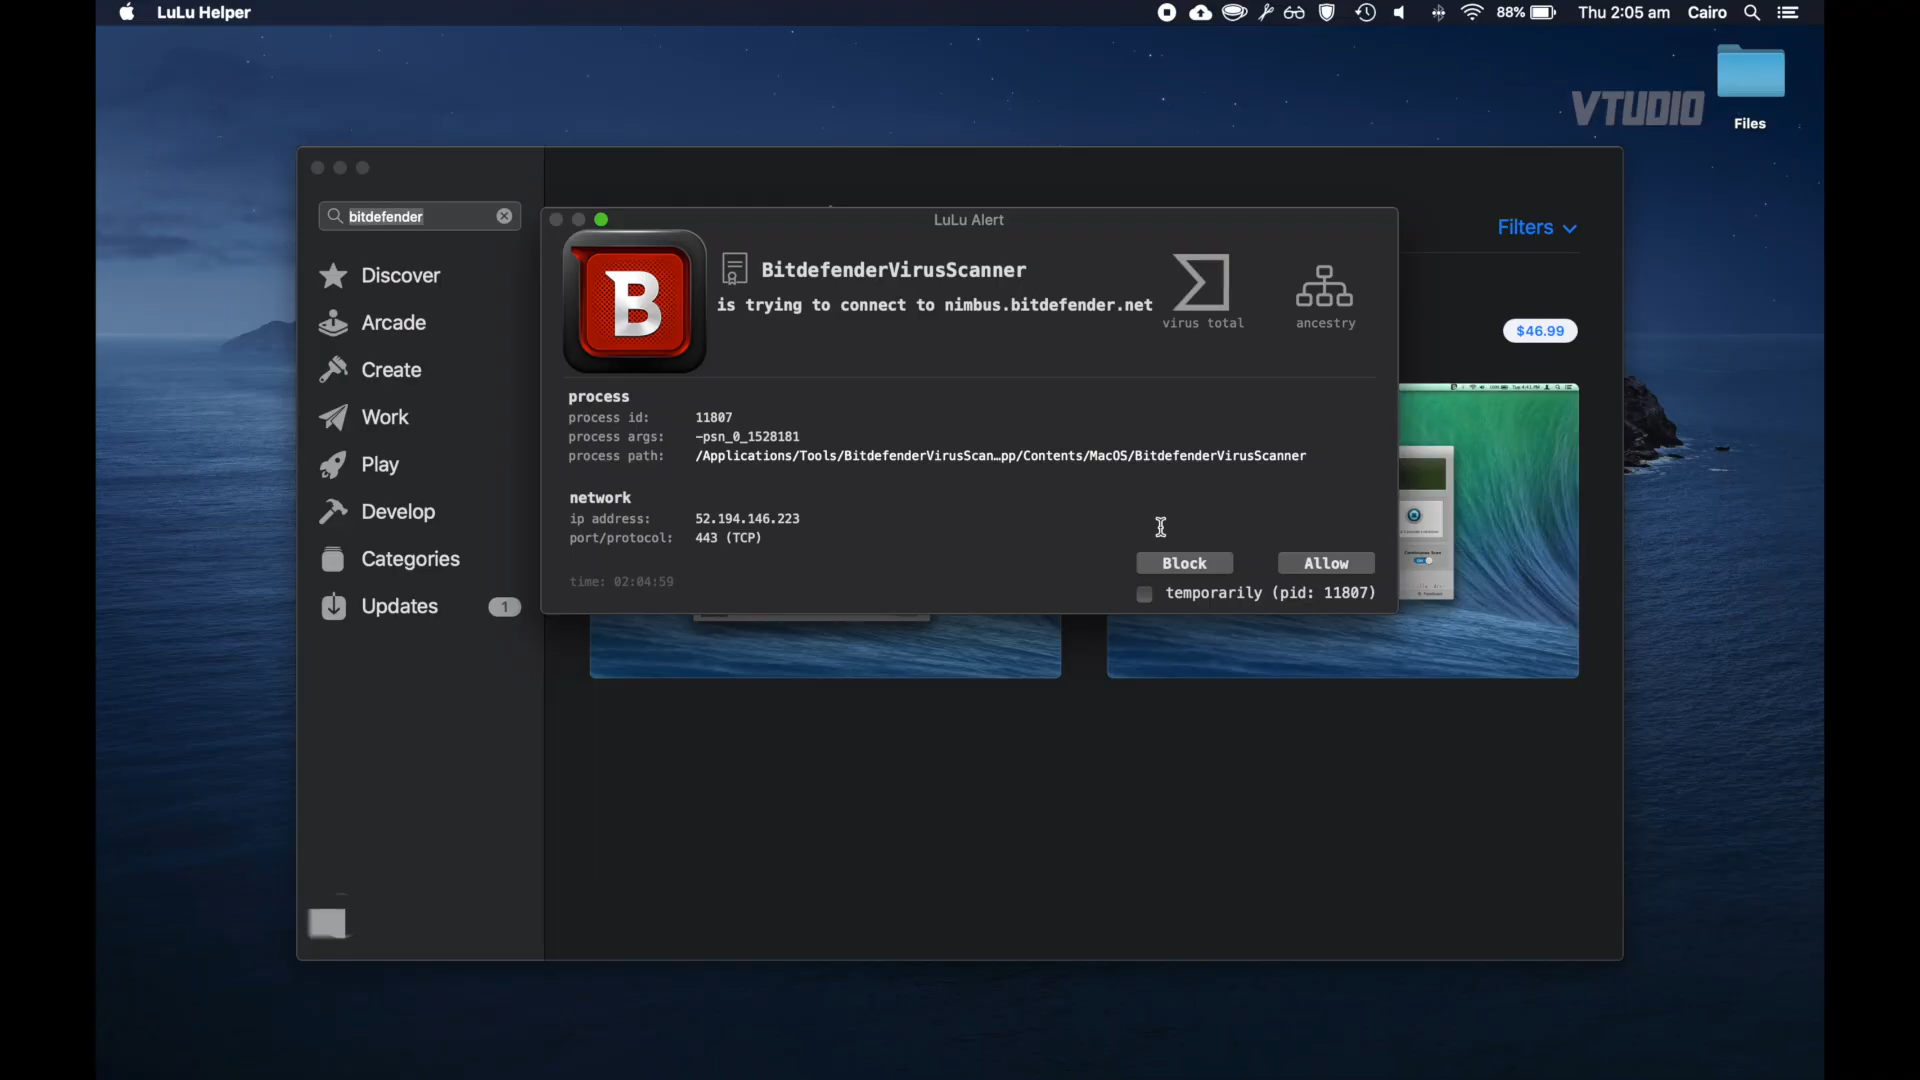 LuLu Helper
88%
Thu 2:05 am
Cairo
VTUDIO
Files
bitdefender
LuLu Alert
Filters
Discover
Arcade
Create
Work
Play
Develop
Categories
Updates
1
B
BitdefenderVirusScanner
is trying to connect to nimbus.bitdefender.net
virus total
ancestry
$46.99
process
process id: 11807
process args: -psn_0_1528181
process path: /Applications/Tools/BitdefenderVirusScan…pp/Contents/MacOS/BitdefenderVirusScanner
network
ip address: 52.194.146.223
port/protocol: 443 (TCP)
time: 02:04:59
Block
Allow
temporarily (pid: 11807)